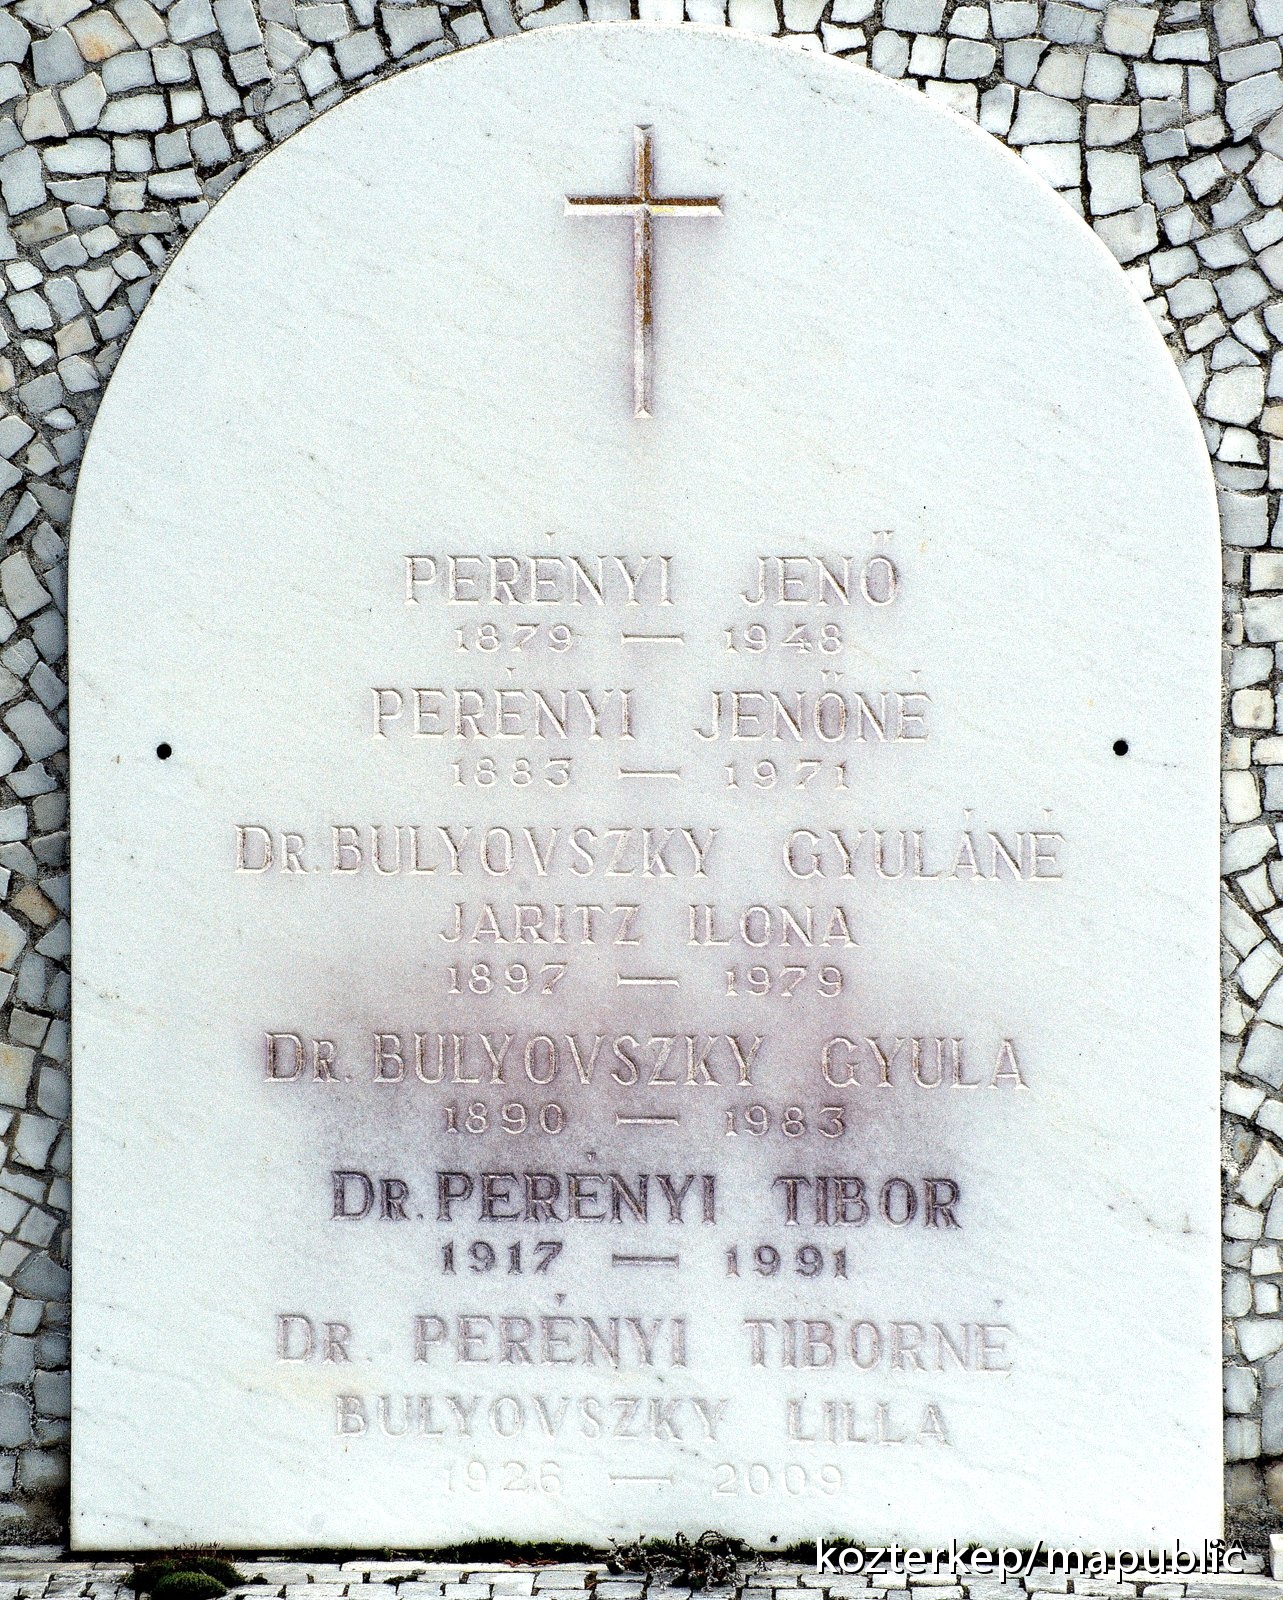 PERÉNYI JENŐ
1879 — 1948
PERÉNYI JENŐNÉ
1883 — 1971
DR. BULYOVSZKY GYULÁNÉ
JARITZ ILONA
1897 — 1979
DR. BULYOVSZKY GYULA
1890 — 1983
DR. PERÉNYI TIBOR
1917 — 1991
DR. PERÉNYI TIBORNÉ
BULYOVSZKY LILLA
1926 — 2009
kozterkep/mapublic